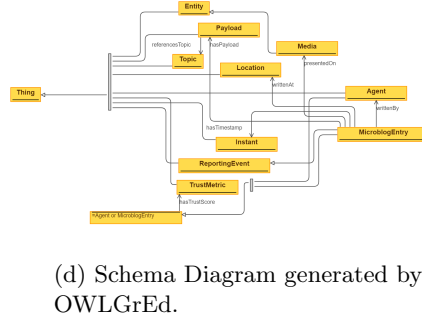 Entity
Payload
referencesTopic
hasPayload
Media
Topic
presentedOn
Location
writtenAt
Agent
Thing
writtenBy
hasTimestamp
MicroblogEntry
Instant
ReportingEvent
TrustMetric
hasTrustScore
=Agent or MicroblogEntry
(d) Schema Diagram generated by
OWLGrEd.